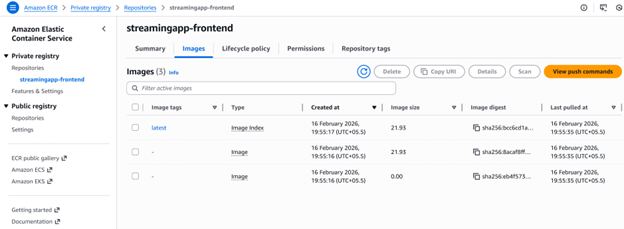 Amazon ECR > Private registry > Repositories > streamingapp-frontend
Amazon Elastic Container Service
Private registry
Repositories
streamingapp-frontend
Features & Settings
Public registry
Repositories
Settings
ECR public gallery
Amazon ECS
Amazon EKS
Getting started
Documentation
streamingapp-frontend
Summary Images Lifecycle policy Permissions Repository tags
Images (3) Info Delete Copy URI Details Scan View push commands
Filter active images
Image tags Type Created at Image size Image digest Last pulled at
latest Image Index 16 February 2026, 19:55:17 (UTC+05.5) 21.93 sha256:bcc6cd1a... 16 February 2026, 19:55:35 (UTC+05.5)
- Image 16 February 2026, 19:55:16 (UTC+05.5) 21.93 sha256:8acaf8ff... 16 February 2026, 19:55:35 (UTC+05.5)
- Image 16 February 2026, 19:55:16 (UTC+05.5) 0.00 sha256:eb4f573... 16 February 2026, 19:55:35 (UTC+05.5)